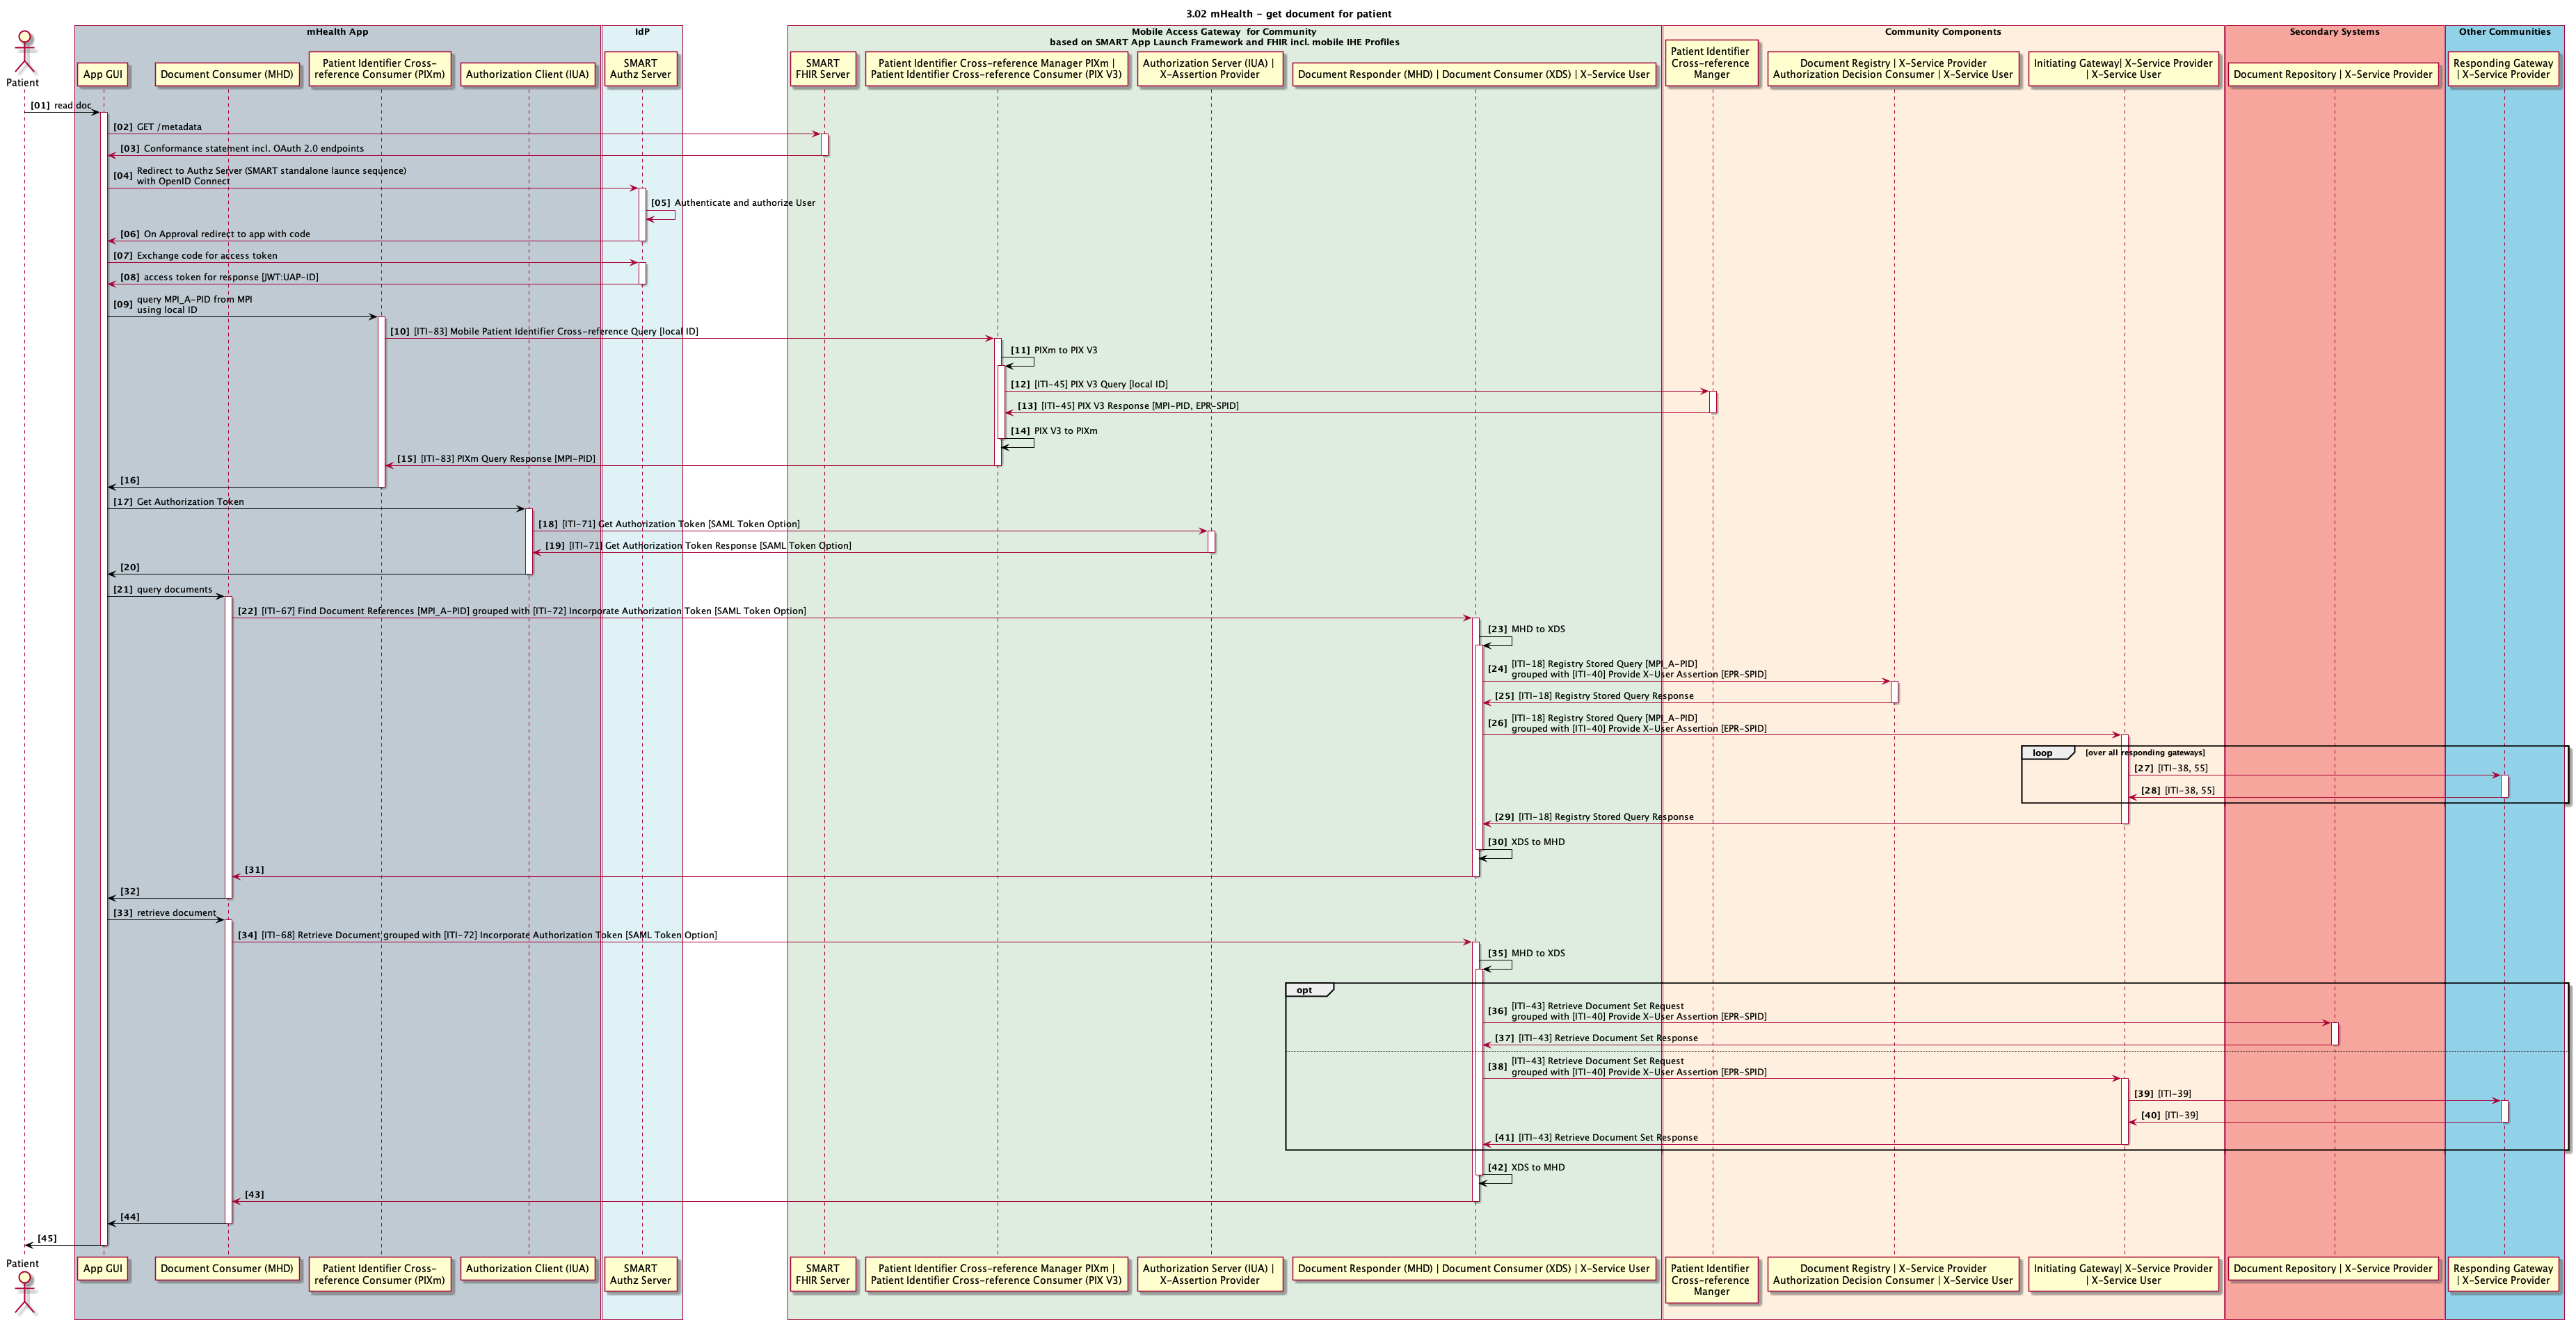 3.02 mHealth - get document for patient
mHealth App
IdP
Mobile Access Gateway for Community
based on SMART App Launch Framework and FHIR incl. mobile IHE Profiles
Community Components
Secondary Systems
Other Communities
Patient
App GUI
Document Consumer (MHD)
Patient Identifier Cross-
reference Consumer (PIXm)
Authorization Client (IUA)
SMART
Authz Server
SMART
FHIR Server
Patient Identifier Cross-reference Manager PIXm |
Patient Identifier Cross-reference Consumer (PIX V3)
Authorization Server (IUA) |
X-Assertion Provider
Document Responder (MHD) | Document Consumer (XDS) | X-Service User
Patient Identifier
Cross-reference
Manger
Document Registry | X-Service Provider
Authorization Decision Consumer | X-Service User
Initiating Gateway| X-Service Provider
| X-Service User
Document Repository | X-Service Provider
Responding Gateway
| X-Service Provider
[01] read doc
[02] GET /metadata
[03] Conformance statement incl. OAuth 2.0 endpoints
[04] Redirect to Authz Server (SMART standalone launce sequence)
with OpenID Connect
[05] Authenticate and authorize User
[06] On Approval redirect to app with code
[07] Exchange code for access token
[08] access token for response [JWT:UAP-ID]
[09] query MPI_A-PID from MPI
using local ID
[10] [ITI-83] Mobile Patient Identifier Cross-reference Query [local ID]
[11] PIXm to PIX V3
[12] [ITI-45] PIX V3 Query [local ID]
[13] [ITI-45] PIX V3 Response [MPI-PID, EPR-SPID]
[14] PIX V3 to PIXm
[15] [ITI-83] PIXm Query Response [MPI-PID]
[16]
[17] Get Authorization Token
[18] [ITI-71] Get Authorization Token [SAML Token Option]
[19] [ITI-71] Get Authorization Token Response [SAML Token Option]
[20]
[21] query documents
[22] [ITI-67] Find Document References [MPI_A-PID] grouped with [ITI-72] Incorporate Authorization Token [SAML Token Option]
[23] MHD to XDS
[24] [ITI-18] Registry Stored Query [MPI_A-PID]
grouped with [ITI-40] Provide X-User Assertion [EPR-SPID]
[25] [ITI-18] Registry Stored Query Response
[26] [ITI-18] Registry Stored Query [MPI_A-PID]
grouped with [ITI-40] Provide X-User Assertion [EPR-SPID]
loop [over all responding gateways]
[27] [ITI-38, 55]
[28] [ITI-38, 55]
[29] [ITI-18] Registry Stored Query Response
[30] XDS to MHD
[31]
[32]
[33] retrieve document
[34] [ITI-68] Retrieve Document grouped with [ITI-72] Incorporate Authorization Token [SAML Token Option]
[35] MHD to XDS
opt
[36] [ITI-43] Retrieve Document Set Request
grouped with [ITI-40] Provide X-User Assertion [EPR-SPID]
[37] [ITI-43] Retrieve Document Set Response
[38] [ITI-43] Retrieve Document Set Request
grouped with [ITI-40] Provide X-User Assertion [EPR-SPID]
[39] [ITI-39]
[40] [ITI-39]
[41] [ITI-43] Retrieve Document Set Response
[42] XDS to MHD
[43]
[44]
[45]
Patient
App GUI
Document Consumer (MHD)
Patient Identifier Cross-
reference Consumer (PIXm)
Authorization Client (IUA)
SMART
Authz Server
SMART
FHIR Server
Patient Identifier Cross-reference Manager PIXm |
Patient Identifier Cross-reference Consumer (PIX V3)
Authorization Server (IUA) |
X-Assertion Provider
Document Responder (MHD) | Document Consumer (XDS) | X-Service User
Patient Identifier
Cross-reference
Manger
Document Registry | X-Service Provider
Authorization Decision Consumer | X-Service User
Initiating Gateway| X-Service Provider
| X-Service User
Document Repository | X-Service Provider
Responding Gateway
| X-Service Provider